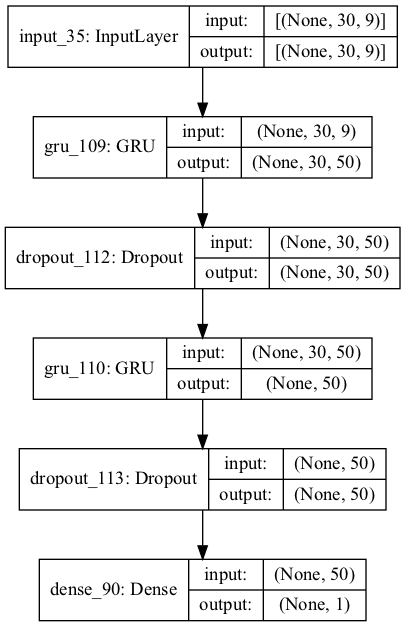 input_35: InputLayer input: [(None, 30, 9)]
output: [(None, 30, 9)]
gru_109: GRU input: (None, 30, 9)
output: (None, 30, 50)
dropout_112: Dropout input: (None, 30, 50)
output: (None, 30, 50)
gru_110: GRU input: (None, 30, 50)
output: (None, 50)
dropout_113: Dropout input: (None, 50)
output: (None, 50)
dense_90: Dense input: (None, 50)
output: (None, 1)